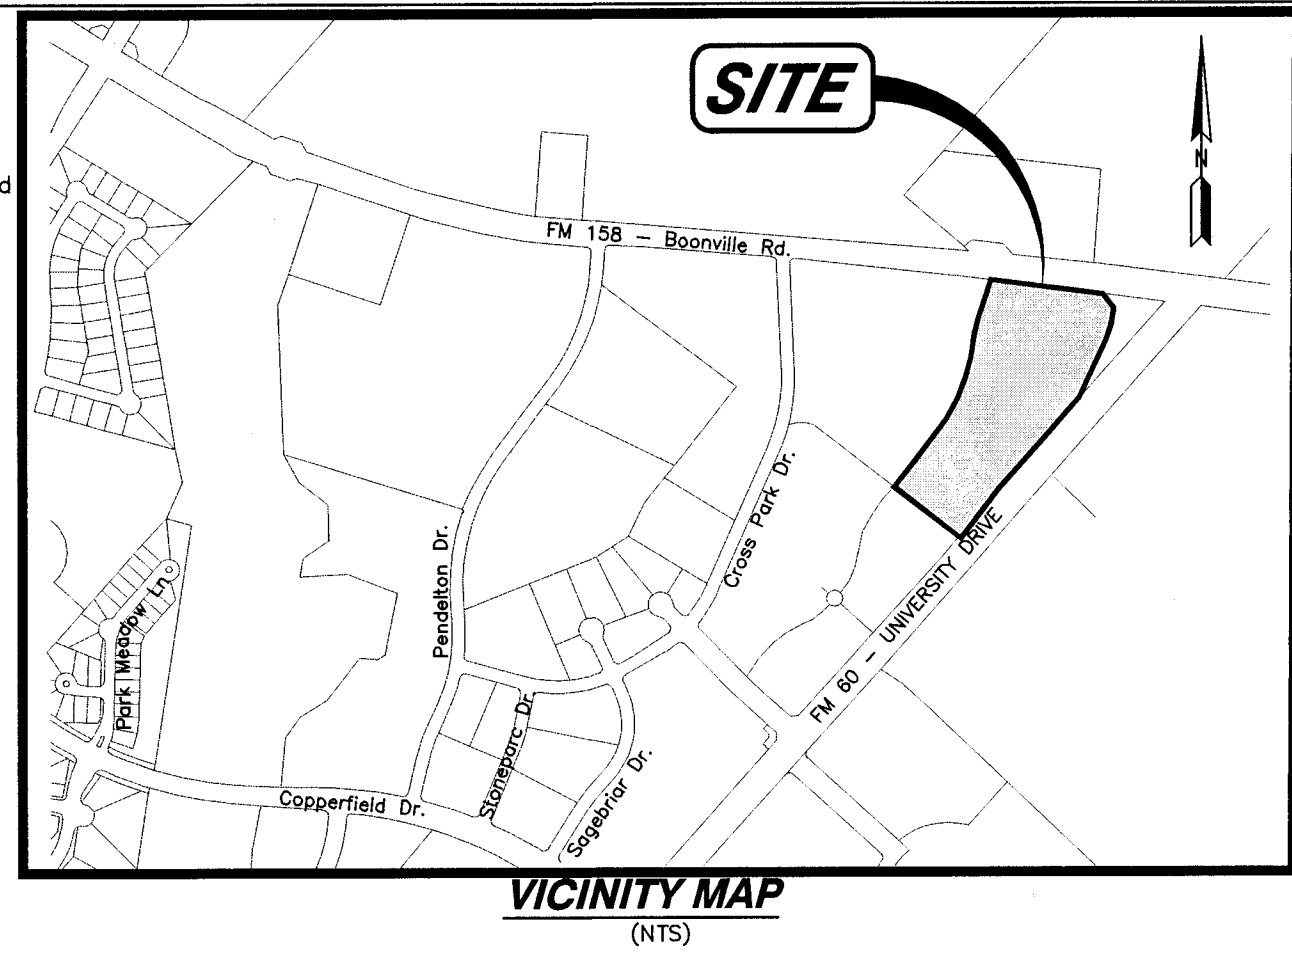 d
SITE
N
FM 158 - Boonville Rd.
Cross Park Dr.
Pendelton Dr.
FM 60 - UNIVERSITY DRIVE
Park Meadow Ln
Stoneparc Dr.
Sagebriar Dr.
Copperfield Dr.
VICINITY MAP
(NTS)